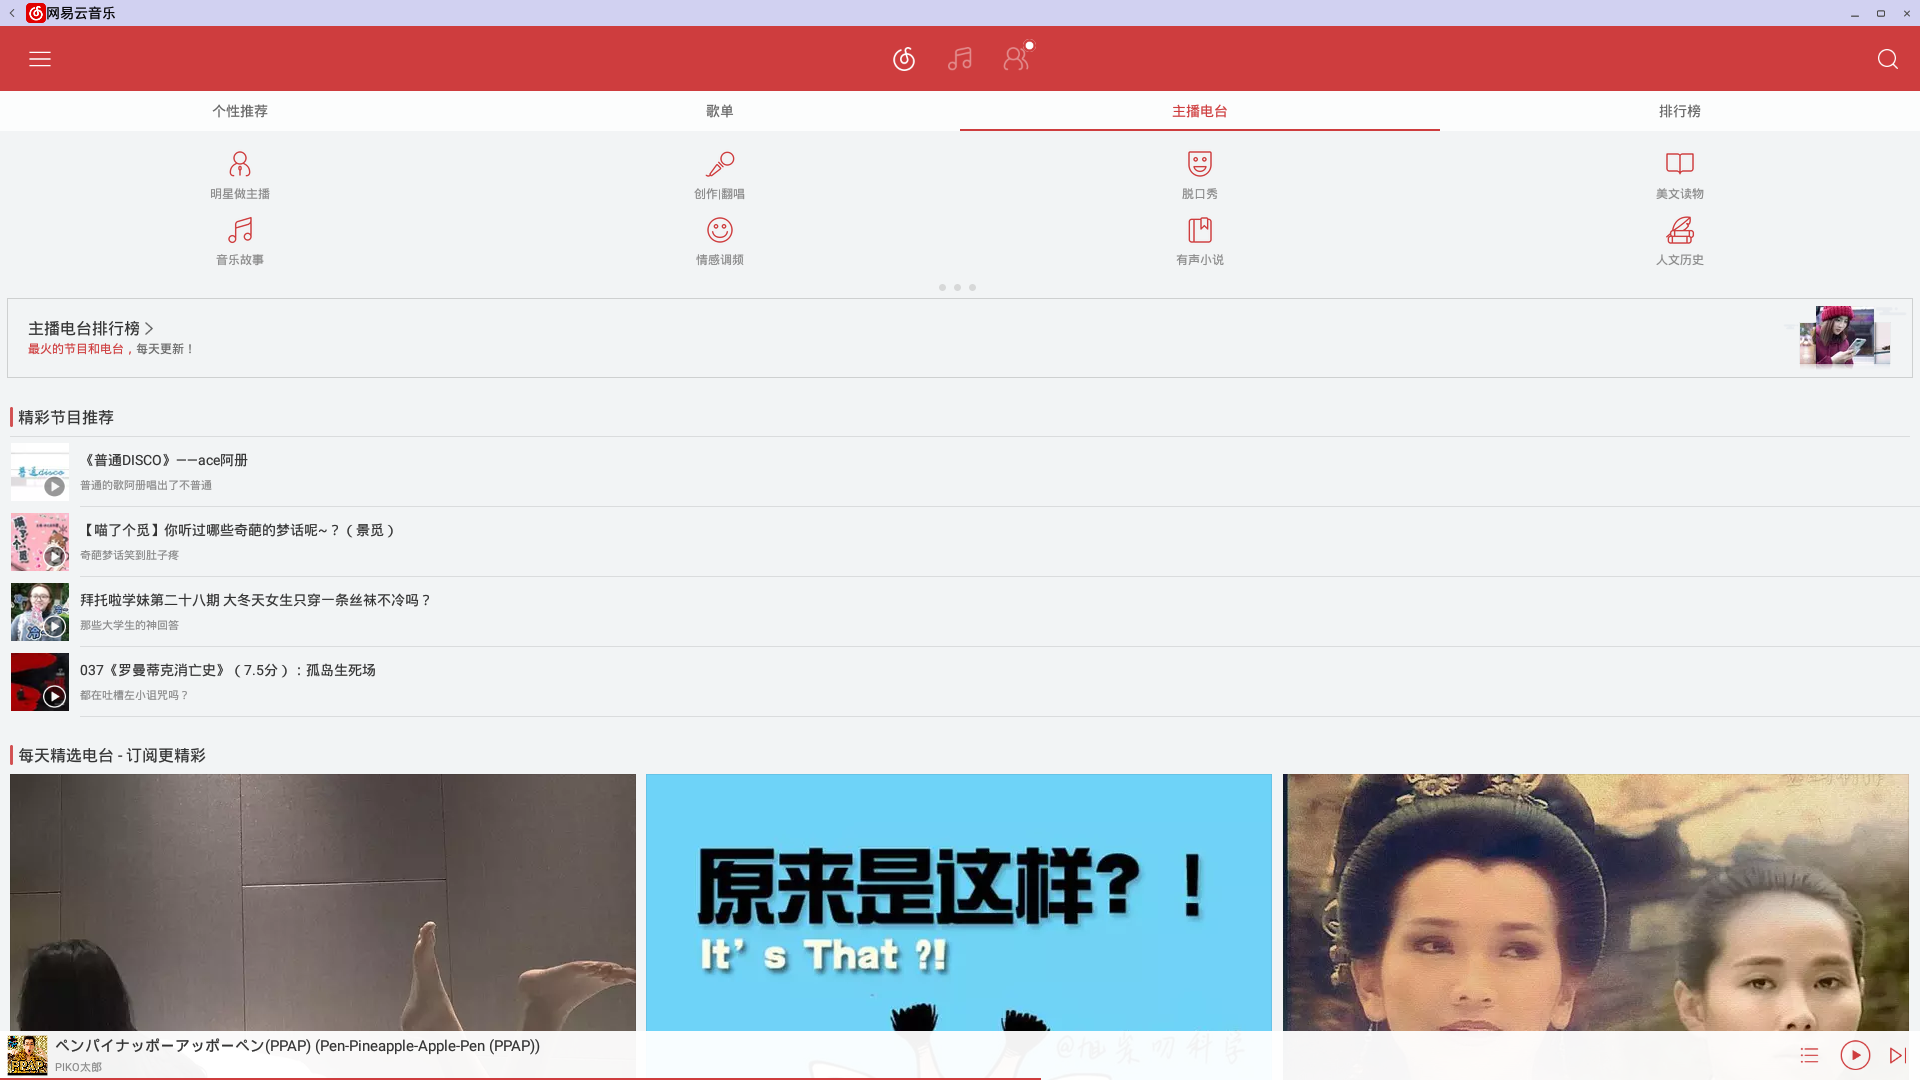 网易云音乐
个性推荐
歌单
主播电台
排行榜
明星做主播
创作|翻唱
脱口秀
美文读物
音乐故事
情感调频
有声小说
人文历史
主播电台排行榜
最火的节目和电台，每天更新！
精彩节目推荐
《普通DISCO》——ace阿册
普通的歌阿册唱出了不普通
【喵了个觅】你听过哪些奇葩的梦话呢~？（景觅）
奇葩梦话笑到肚子疼
拜托啦学妹第二十八期 大冬天女生只穿一条丝袜不冷吗？
那些大学生的神回答
037《罗曼蒂克消亡史》（7.5分）：孤岛生死场
都在吐槽左小诅咒吗？
每天精选电台 - 订阅更精彩
原来是这样？！
It's That ?!
ペンパイナッポーアッポーペン(PPAP) (Pen-Pineapple-Apple-Pen (PPAP))
PIKO太郎